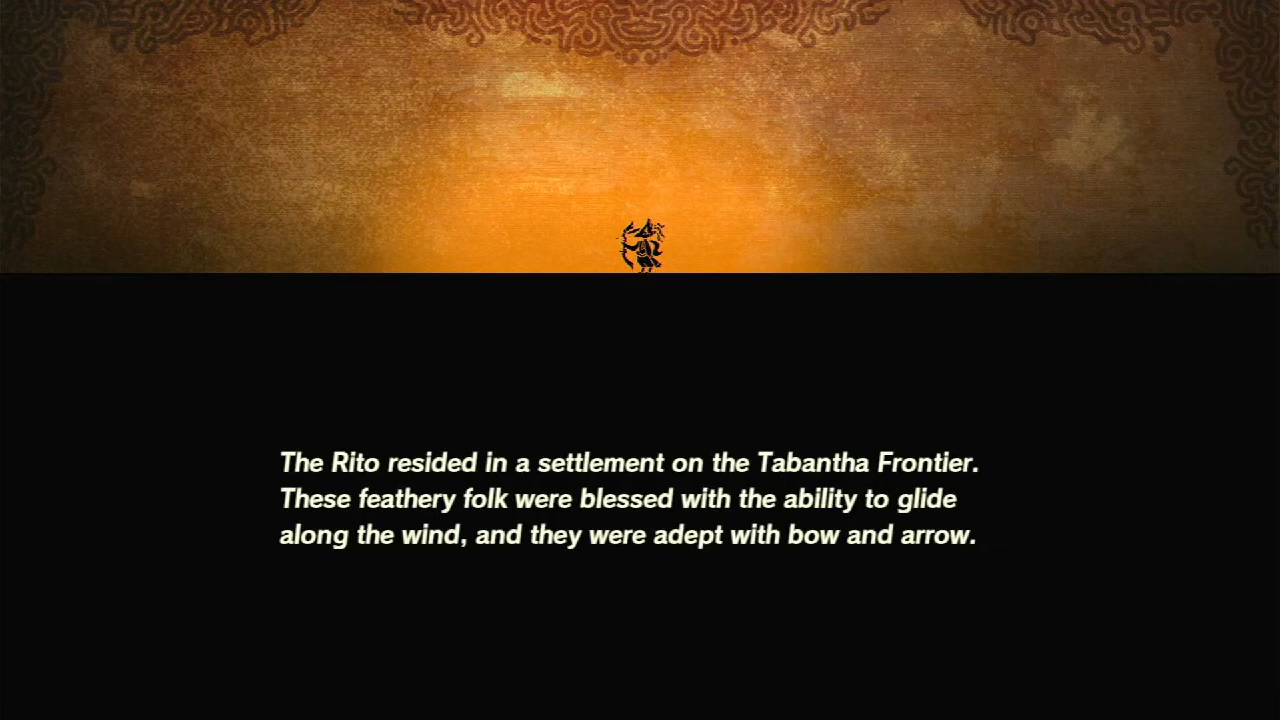 The Rito resided in a settlement on the Tabantha Frontier.
These feathery folk were blessed with the ability to glide
along the wind, and they were adept with bow and arrow.